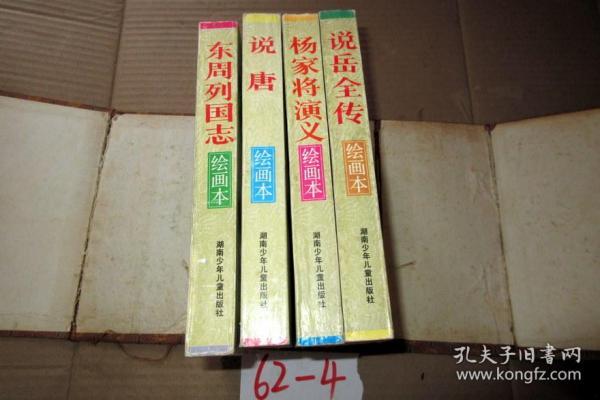 东周列国志
绘画本
湖南少年儿童出版社
说唐
绘画本
湖南少年儿童出版社
杨家将演义
绘画本
湖南少年儿童出版社
说岳全传
绘画本
湖南少年儿童出版社
62-4
孔夫子旧书网
www.kongfz.com